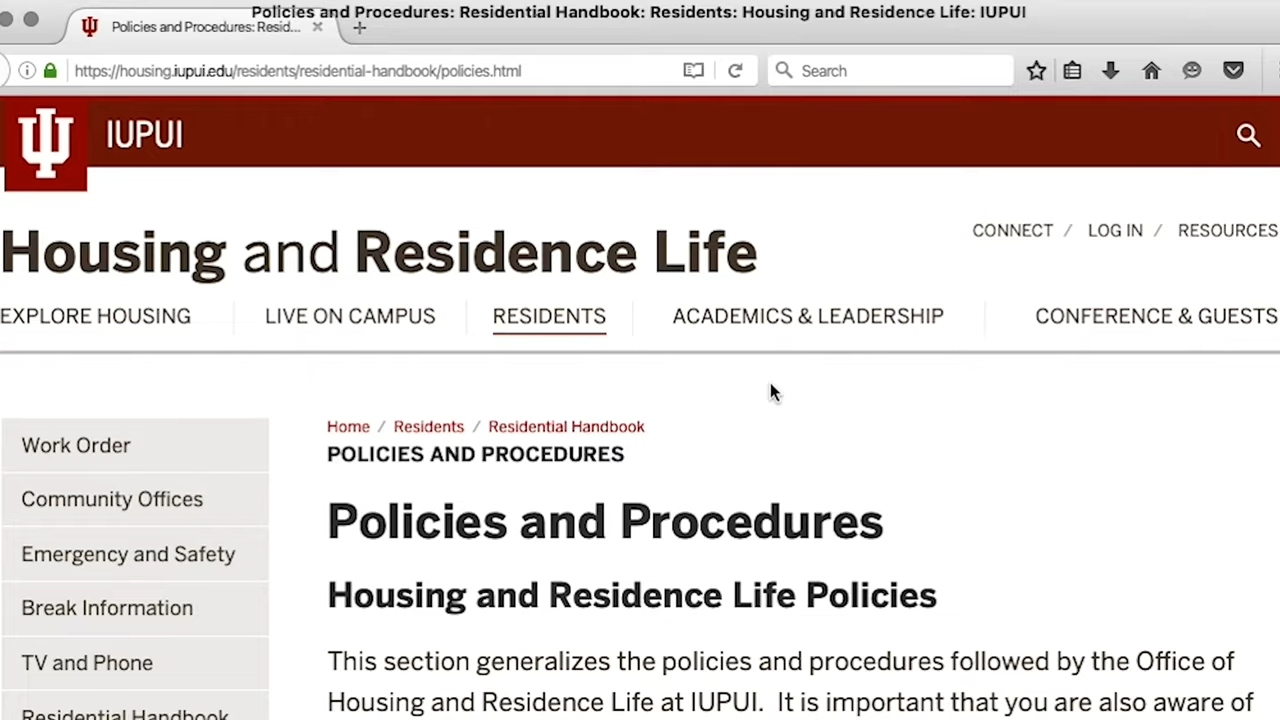 Policies and Procedures: Residential Handbook: Residents: Housing and Residence Life: IUPUI
Policies and Procedures: Resid...
https://housing.iupui.edu/residents/residential-handbook/policies.html
Search
IUPUI
CONNECT / LOG IN / RESOURCES
Housing and Residence Life
EXPLORE HOUSING LIVE ON CAMPUS RESIDENTS ACADEMICS & LEADERSHIP CONFERENCE & GUESTS
Work Order
Community Offices
Emergency and Safety
Break Information
TV and Phone
Residential Handbook
Home / Residents / Residential Handbook
POLICIES AND PROCEDURES
Policies and Procedures
Housing and Residence Life Policies
This section generalizes the policies and procedures followed by the Office of
Housing and Residence Life at IUPUI. It is important that you are also aware of